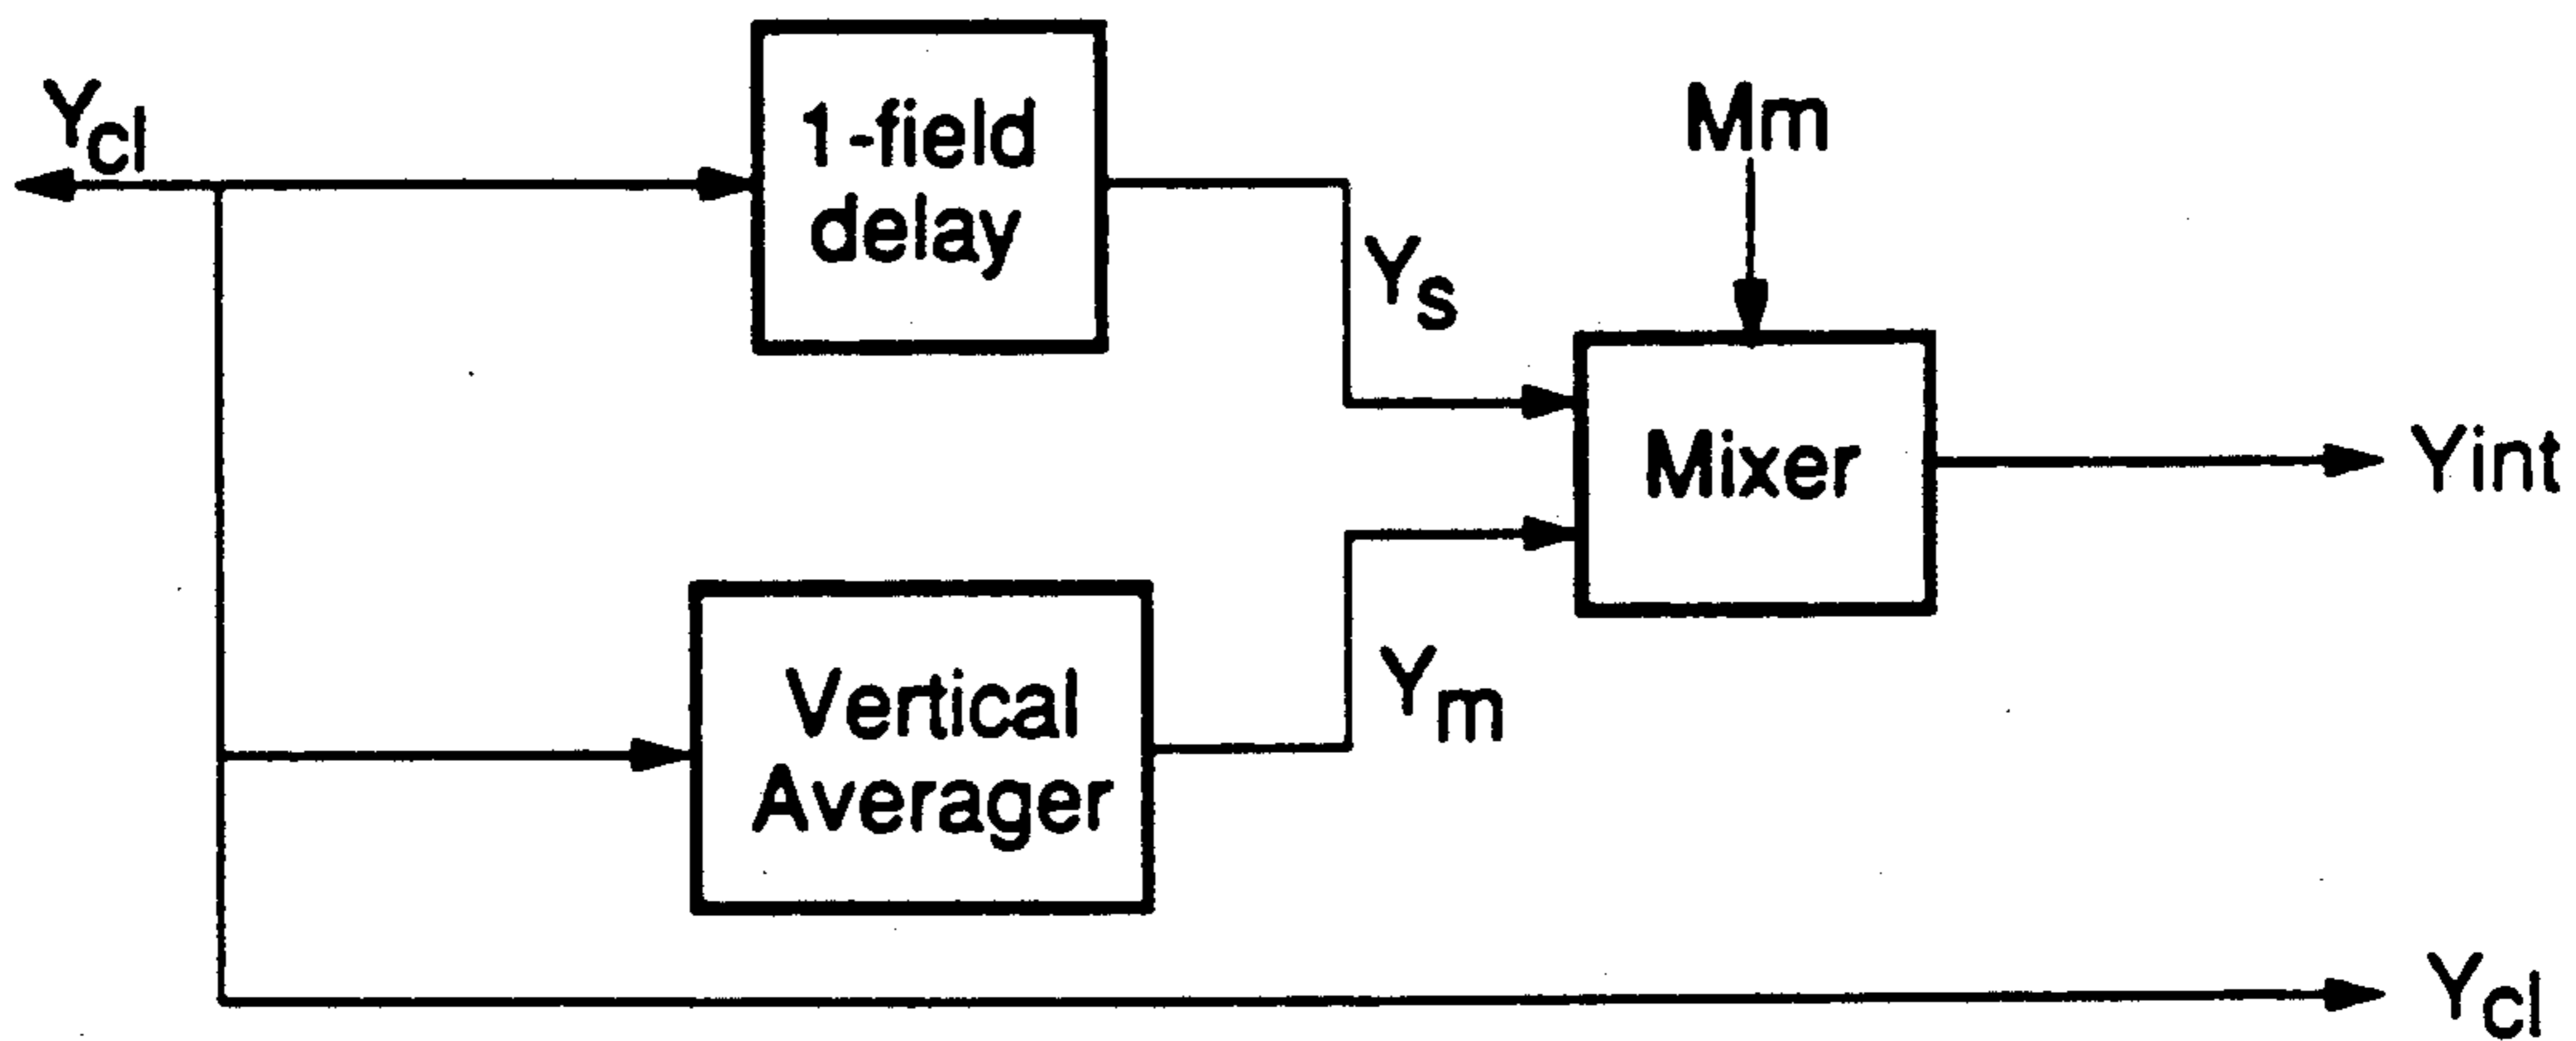 Ycl
1-field
delay
Mm
Ys
Mixer
Yint
Ym
Vertical
Averager
Ycl